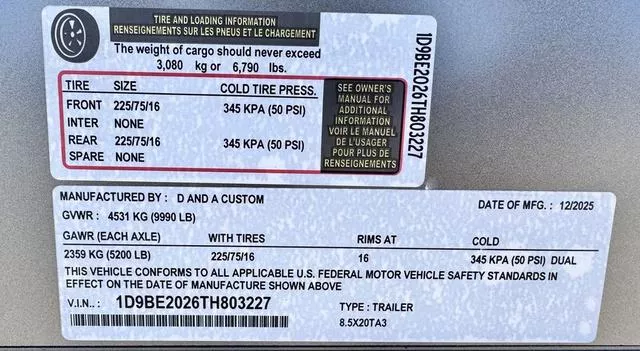 TIRE AND LOADING INFORMATION
RENSEIGNEMENTS SUR LES PNEUS ET LE CHARGEMENT
The weight of cargo should never exceed
3,080 kg or 6,790 lbs.
TIRE SIZE COLD TIRE PRESS.
FRONT 225/75/16 345 KPA (50 PSI)
INTER NONE
REAR 225/75/16 345 KPA (50 PSI)
SPARE NONE
SEE OWNER'S
MANUAL FOR
ADDITIONAL
INFORMATION
VOIR LE MANUEL
DE L'USAGER
POUR PLUS DE
RENSEIGNEMENTS
1D9BE2026TH803227
MANUFACTURED BY : D AND A CUSTOM DATE OF MFG. : 12/2025
GVWR : 4531 KG (9990 LB)
GAWR (EACH AXLE) WITH TIRES RIMS AT COLD
2359 KG (5200 LB) 225/75/16 16 345 KPA (50 PSI) DUAL
THIS VEHICLE CONFORMS TO ALL APPLICABLE U.S. FEDERAL MOTOR VEHICLE SAFETY STANDARDS IN
EFFECT ON THE DATE OF MANUFACTURE SHOWN ABOVE
V.I.N.. : 1D9BE2026TH803227 TYPE : TRAILER
8.5X20TA3